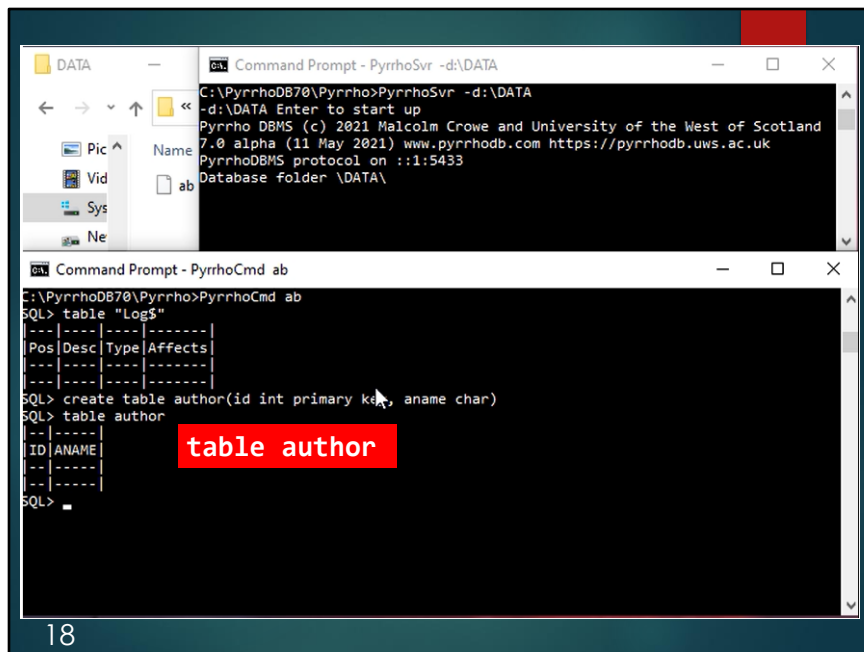 DATA
Command Prompt - PyrrhoSvr -d:\DATA
C:\PyrrhoDB70\Pyrrho>PyrrhoSvr -d:\DATA
-d:\DATA Enter to start up
Pyrrho DBMS (c) 2021 Malcolm Crowe and University of the West of Scotland
7.0 alpha (11 May 2021) www.pyrrhodb.com https://pyrrhodb.uws.ac.uk
PyrrhoDBMS protocol on ::1:5433
Database folder \DATA\
«
Pic
Name
Vid
ab
Sys
Ne
Command Prompt - PyrrhoCmd ab
C:\PyrrhoDB70\Pyrrho>PyrrhoCmd ab
SQL> table "Log$"
|---|----|----|-------|
|Pos|Desc|Type|Affects|
|---|----|----|-------|
|---|----|----|-------|
SQL> create table author(id int primary key, aname char)
SQL> table author
|--|-----|
|ID|ANAME|
|--|-----|
|--|-----|
SQL>
table author
18